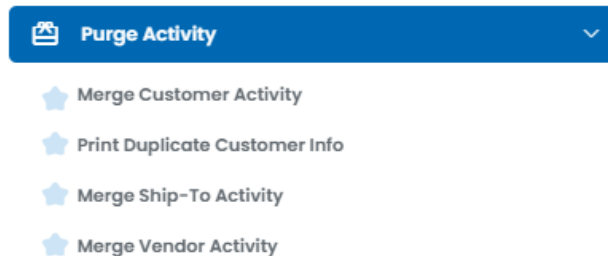 Purge Activity
Merge Customer Activity
Print Duplicate Customer Info
Merge Ship-To Activity
Merge Vendor Activity